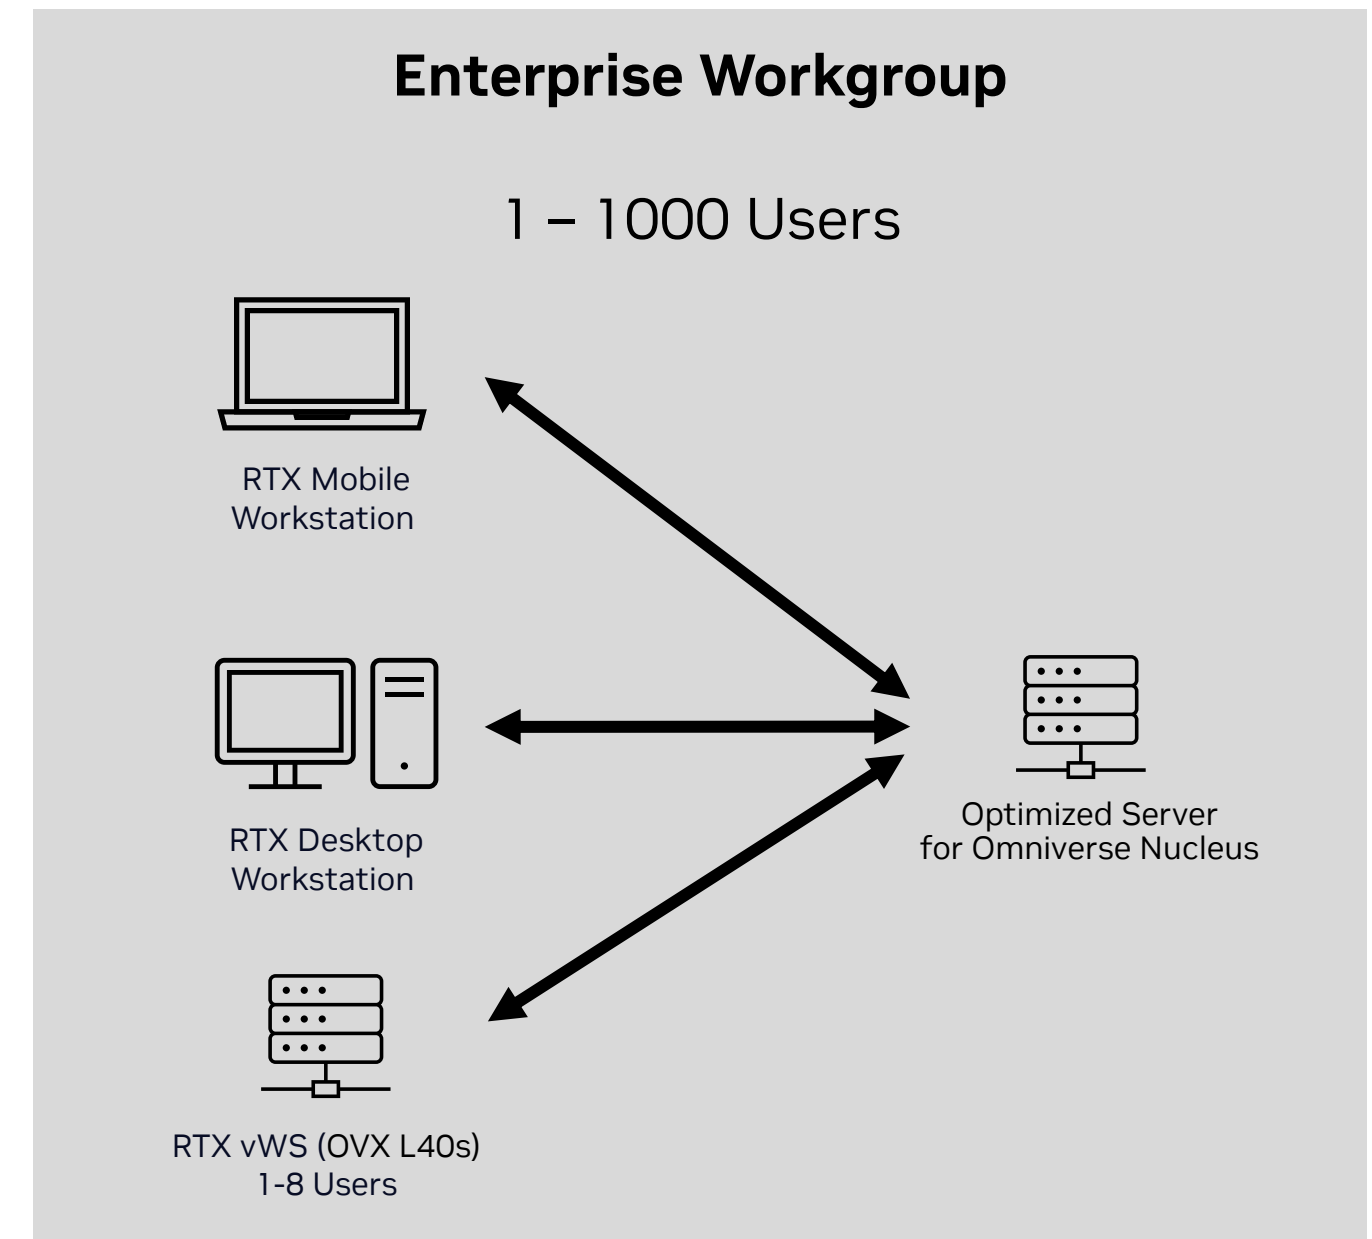 Enterprise Workgroup
1 – 1000 Users
RTX Mobile
Workstation
RTX Desktop
Workstation
Optimized Server
for Omniverse Nucleus
RTX vWS (OVX L40s)
1-8 Users